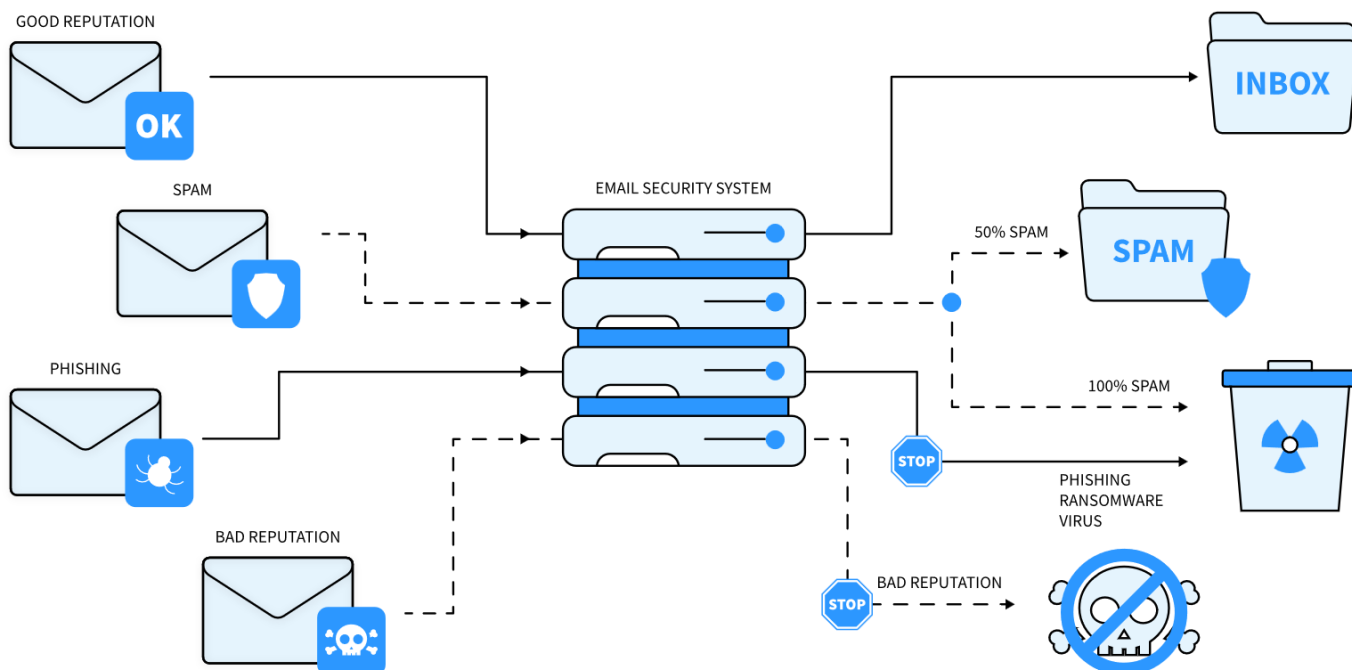 GOOD REPUTATION
OK
INBOX
SPAM
EMAIL SECURITY SYSTEM
50% SPAM
SPAM
PHISHING
100% SPAM
STOP
PHISHING
RANSOMWARE
VIRUS
BAD REPUTATION
STOP
BAD REPUTATION